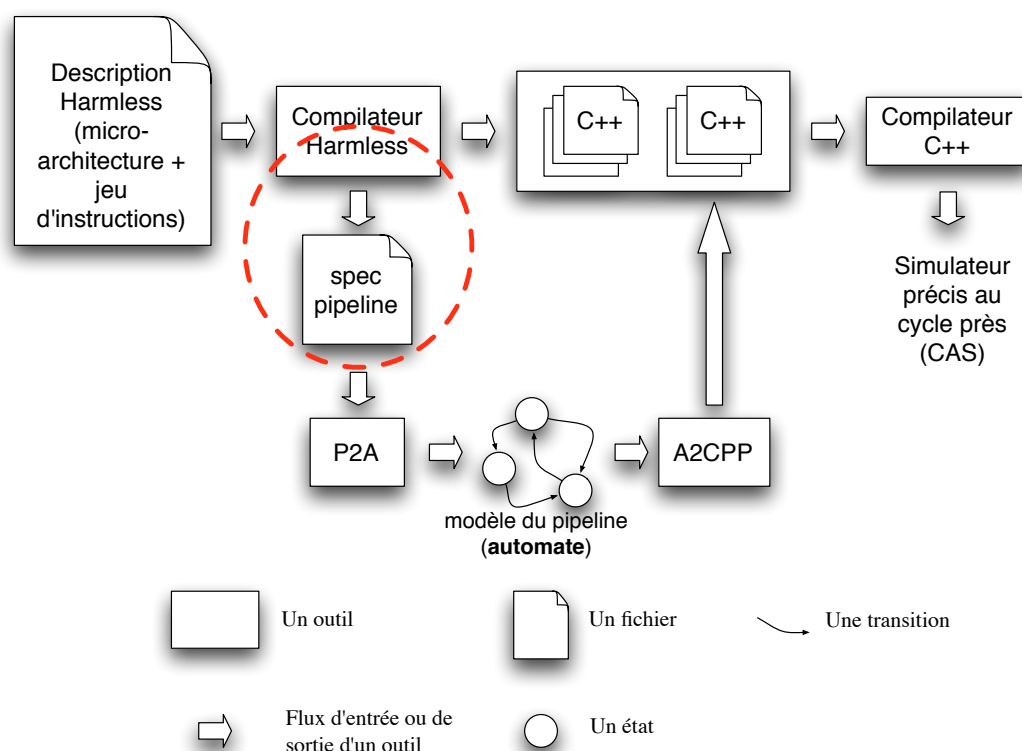 Description
Harmless
(micro-
architecture +
jeu
d'instructions)
Compilateur
Harmless
C++
C++
Compilateur
C++
spec
pipeline
Simulateur
précis au
cycle près
(CAS)
P2A
A2CPP
modèle du pipeline
(automate)
Un outil
Un fichier
Une transition
Flux d'entrée ou de
sortie d'un outil
Un état